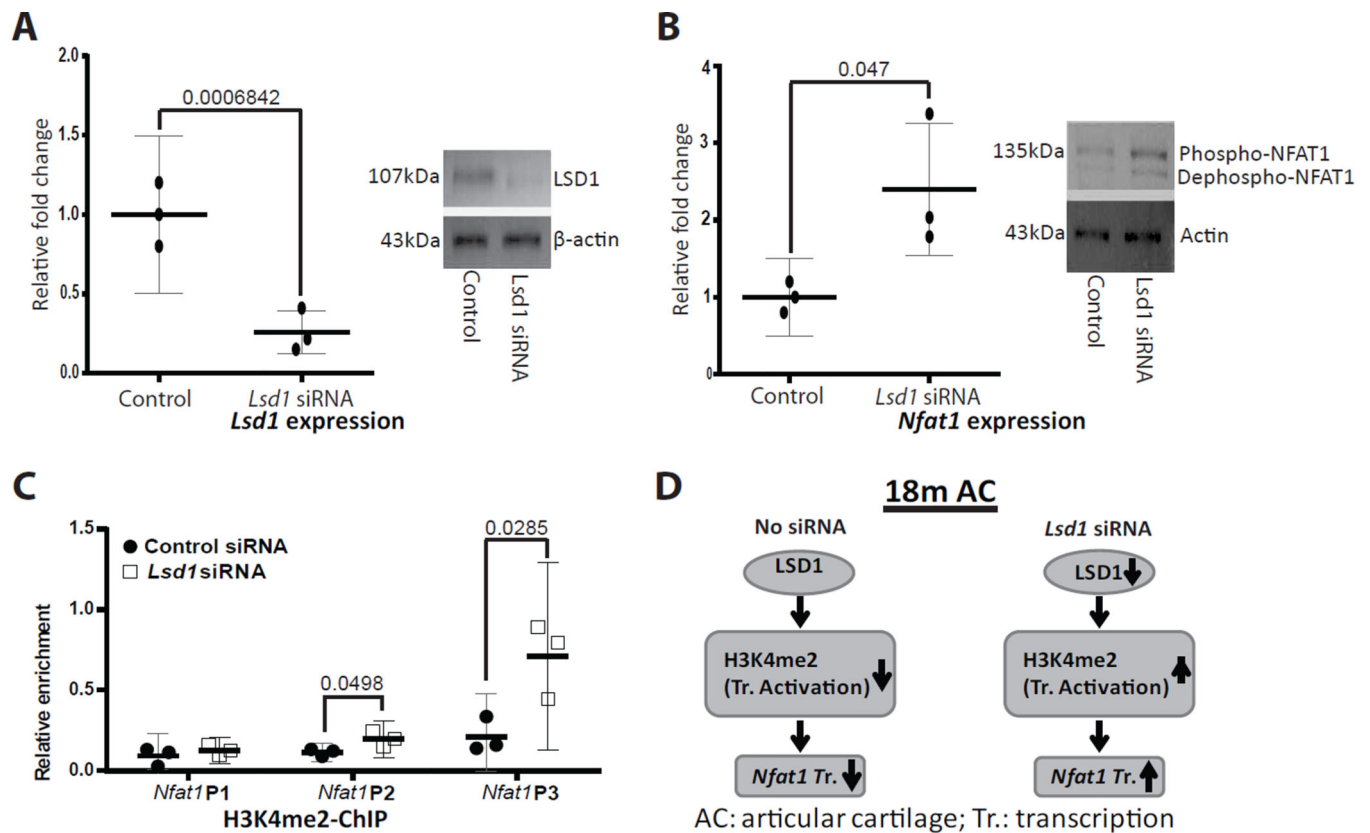 A
2.0
1.5
1.0
0.5
0.0
Relative fold change
0.0006842
Control
Lsd1 siRNA
Lsd1 expression
107kDa
LSD1
43kDa
β-actin
Control
Lsd1 siRNA
B
4
3
2
1
0
Relative fold change
0.047
Control
Lsd1 siRNA
Nfat1 expression
135kDa
Phospho-NFAT1
Dephospho-NFAT1
43kDa
Actin
Control
Lsd1 siRNA
C
1.5
1.0
0.5
0.0
Relative enrichment
Control siRNA
Lsd1siRNA
0.0498
0.0285
Nfat1P1
Nfat1P2
Nfat1P3
H3K4me2-ChIP
D
18m AC
No siRNA
LSD1
H3K4me2
(Tr. Activation)
Nfat1 Tr.
Lsd1 siRNA
LSD1
H3K4me2
(Tr. Activation)
Nfat1 Tr.
AC: articular cartilage; Tr.: transcription